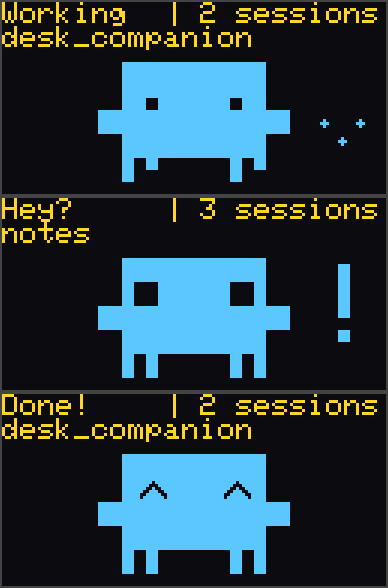 Working | 2 sessions
desk_companion
Hey? | 3 sessions
notes
!
Done! | 2 sessions
desk_companion